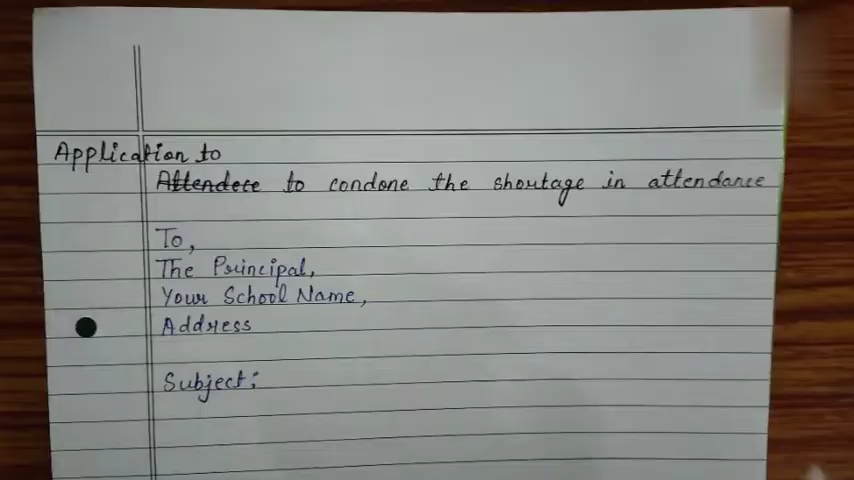 Application to
Attendece to condone the shortage in attendance
To,
The Principal,
Your School Name,
Address
Subject: